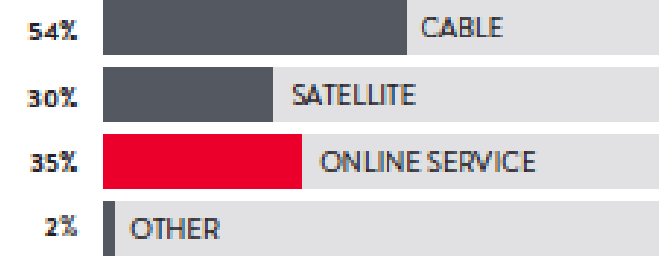 54% CABLE
30% SATELLITE
35% ONLINE SERVICE
2% OTHER